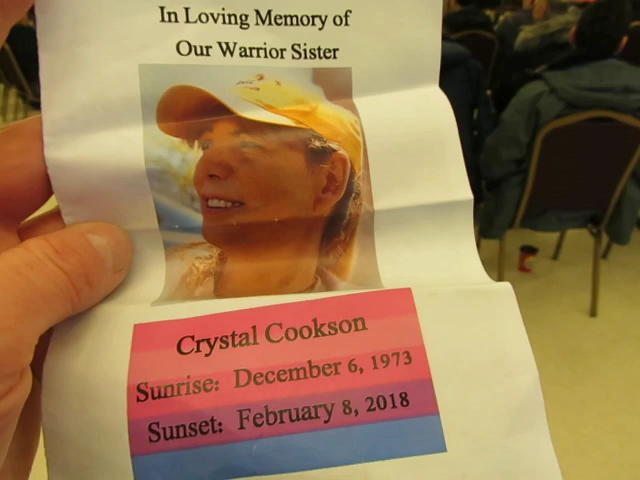 In Loving Memory of
Our Warrior Sister
Crystal Cookson
Sunrise: December 6, 1973
Sunset: February 8, 2018